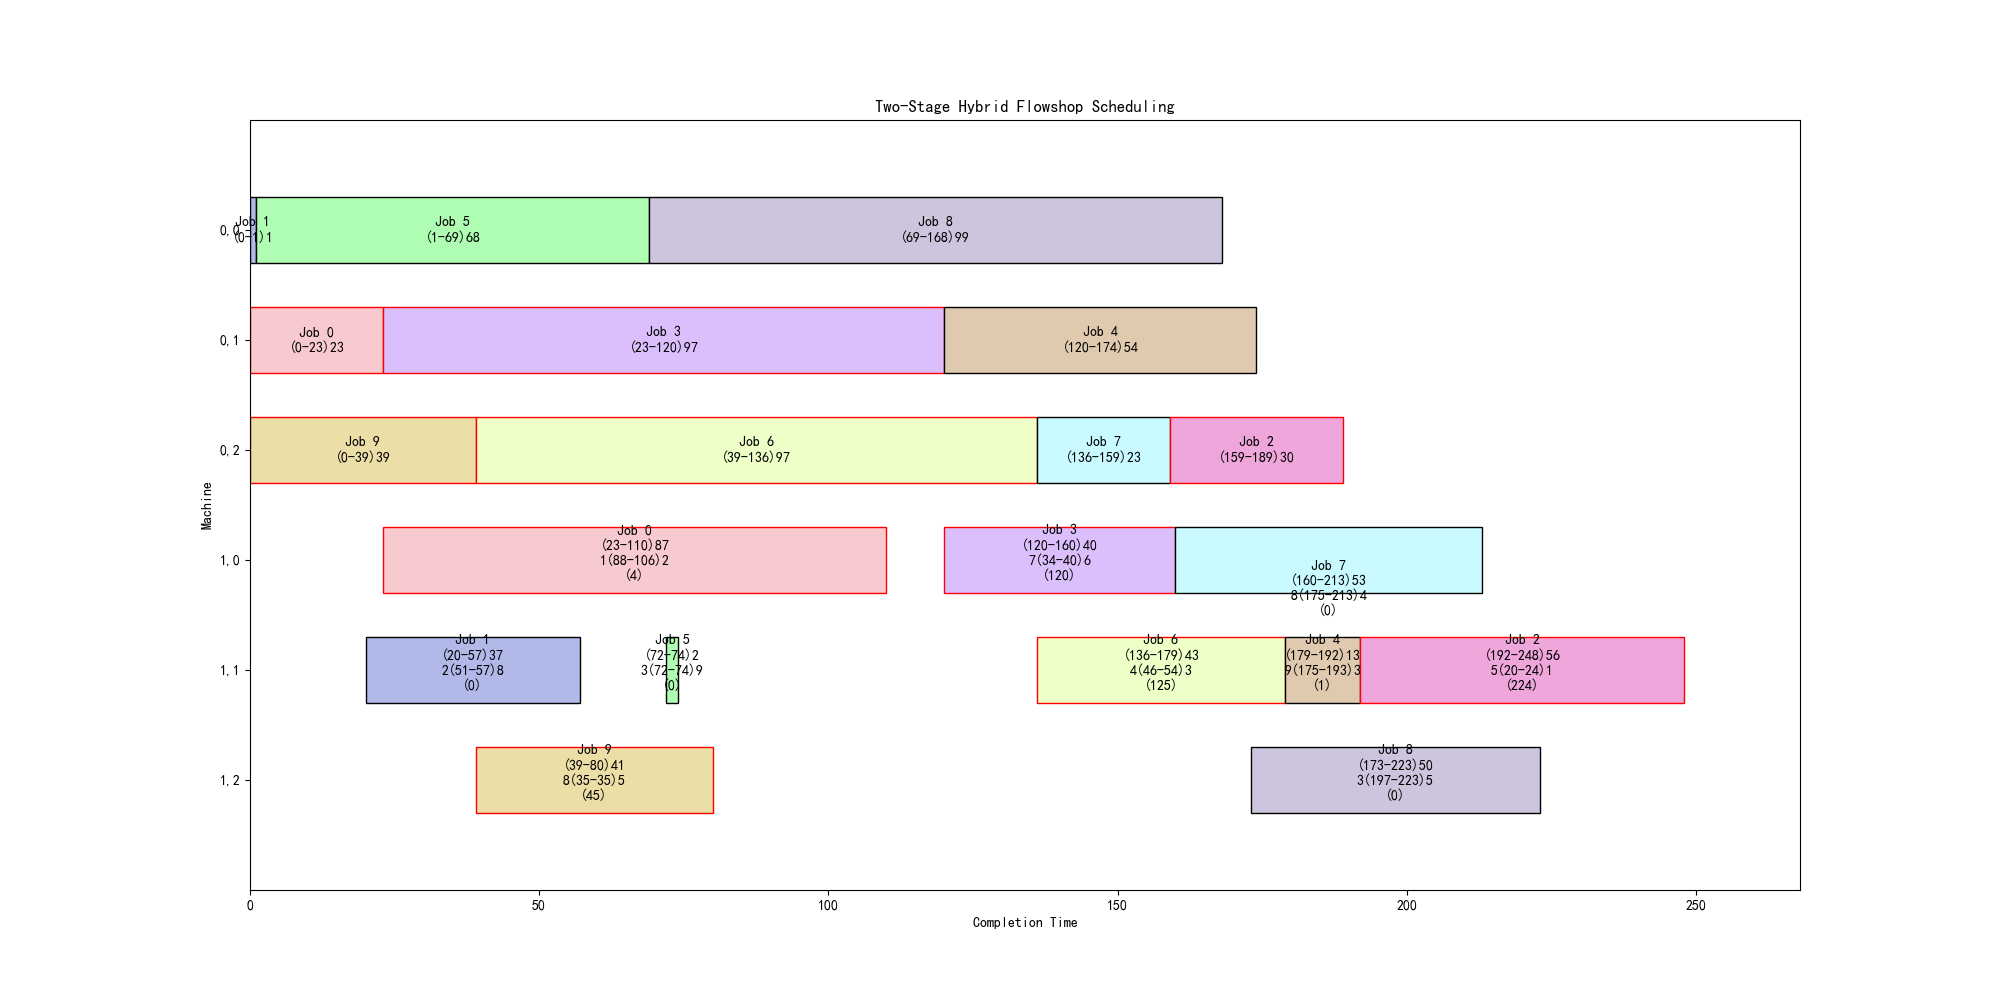 Two-Stage Hybrid Flowshop Scheduling
0,0
Job 1
(0-1)1
Job 5
(1-69)68
Job 8
(69-168)99
0,1
Job 0
(0-23)23
Job 3
(23-120)97
Job 4
(120-174)54
0,2
Job 9
(0-39)39
Job 6
(39-136)97
Job 7
(136-159)23
Job 2
(159-189)30
Machine
1,0
Job 0
(23-110)87
1(88-106)2
(4)
Job 3
(120-160)40
7(34-40)6
(120)
Job 7
(160-213)53
8(175-213)4
(0)
1,1
Job 1
(20-57)37
2(51-57)8
(0)
Job 5
(72-74)2
3(72-74)9
(0)
Job 6
(136-179)43
4(46-54)3
(125)
Job 4
(179-192)13
9(175-193)3
(1)
Job 2
(192-248)56
5(20-24)1
(224)
1,2
Job 9
(39-80)41
8(35-35)5
(45)
Job 8
(173-223)50
3(197-223)5
(0)
0 50 100 150 200 250
Completion Time